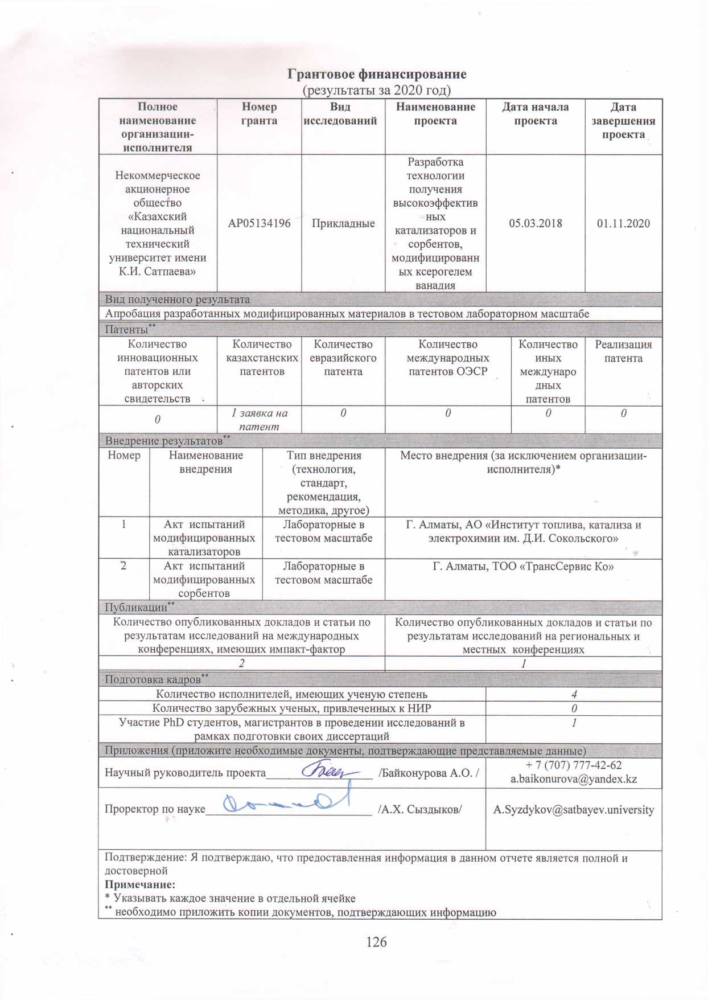 Грантовое финансирование
(результаты за 2020 год)
Полное
наименование
организации-
исполнителя
Номер
гранта
Вид
исследований
Наименование
проекта
Дата начала
проекта
Дата
завершения
проекта
Некоммерческое
акционерное
общество
«Казахский
национальный
технический
университет имени
К.И. Сатпаева»
АР05134196
Прикладные
Разработка
технологии
получения
высокоэффектив
ных
катализаторов и
сорбентов,
модифицированн
ых ксерогелем
ванадия
05.03.2018
01.11.2020
Вид полученного результата
Апробация разработанных модифицированных материалов в тестовом лабораторном масштабе
Патенты**
Количество
инновационных
патентов или
авторских
свидетельств
Количество
казахстанских
патентов
Количество
евразийского
патента
Количество
международных
патентов ОЭСР
Количество
иных
междунаро
дных
патентов
Реализация
патента
0
1 заявка на
патент
0
0
0
0
Внедрение результатов**
Номер
Наименование
внедрения
Тип внедрения
(технология,
стандарт,
рекомендация,
методика, другое)
Место внедрения (за исключением организации-
исполнителя)*
1
Акт испытаний
модифицированных
катализаторов
Лабораторные в
тестовом масштабе
Г. Алматы, АО «Институт топлива, катализа и
электрохимии им. Д.И. Сокольского»
2
Акт испытаний
модифицированных
сорбентов
Лабораторные в
тестовом масштабе
Г. Алматы, ТОО «ТрансСервис Ко»
Публикации**
Количество опубликованных докладов и статьи по
результатам исследований на международных
конференциях, имеющих импакт-фактор
Количество опубликованных докладов и статьи по
результатам исследований на региональных и
местных конференциях
2
1
Подготовка кадров**
Количество исполнителей, имеющих ученую степень
4
Количество зарубежных ученых, привлеченных к НИР
0
Участие PhD студентов, магистрантов в проведении исследований в
рамках подготовки своих диссертаций
1
Приложения (приложите необходимые документы, подтверждающие представляемые данные)
Научный руководитель проекта /Байконурова А.О. /
+ 7 (707) 777-42-62
a.baikonurova@yandex.kz
Проректор по науке /А.Х. Сыздыков/
A.Syzdykov@satbayev.university
Подтверждение: Я подтверждаю, что предоставленная информация в данном отчете является полной и
достоверной
Примечание:
* Указывать каждое значение в отдельной ячейке
** необходимо приложить копии документов, подтверждающих информацию
126